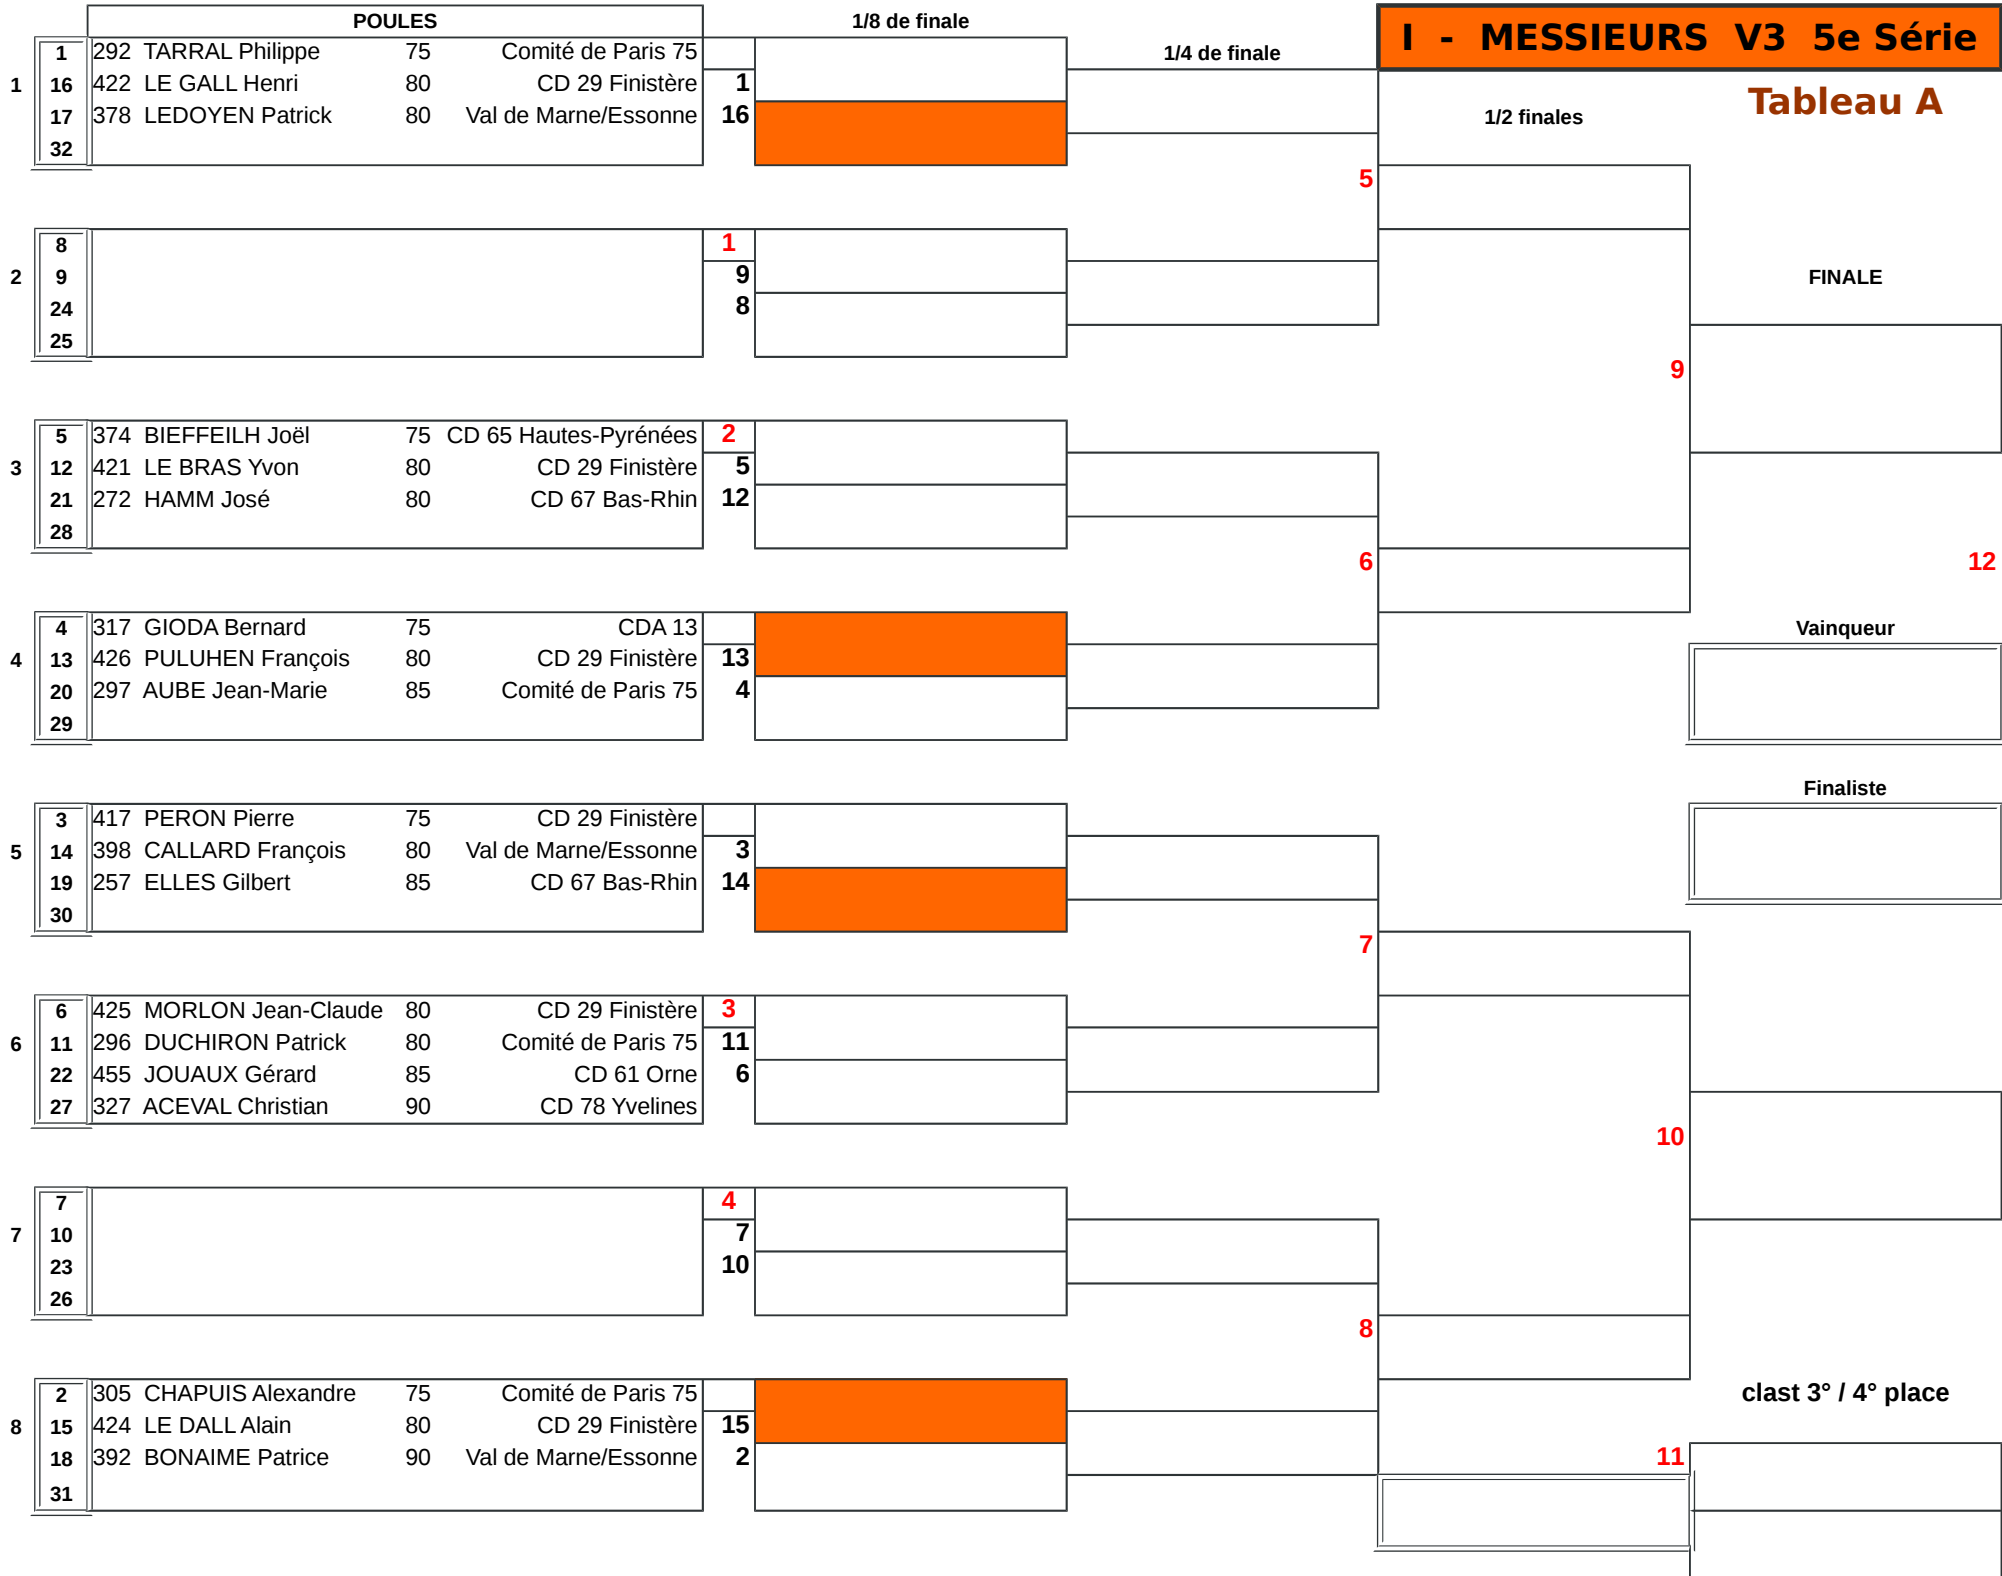 POULES 1/8 de finale I - MESSIEURS V3 5e Série
1/4 de finale
Tableau A
1/2 finales
1 292 TARRAL Philippe 75 Comité de Paris 75
1 16 422 LE GALL Henri 80 CD 29 Finistère 1
17 378 LEDOYEN Patrick 80 Val de Marne/Essonne 16
32
5
8 1
2 9 9
24 8
25
FINALE
9
5 374 BIEFFEILH Joël 75 CD 65 Hautes-Pyrénées 2
3 12 421 LE BRAS Yvon 80 CD 29 Finistère 5
21 272 HAMM José 80 CD 67 Bas-Rhin 12
28
6
12
4 317 GIODA Bernard 75 CDA 13
4 13 426 PULUHEN François 80 CD 29 Finistère 13
20 297 AUBE Jean-Marie 85 Comité de Paris 75 4
29
Vainqueur
Finaliste
3 417 PERON Pierre 75 CD 29 Finistère
5 14 398 CALLARD François 80 Val de Marne/Essonne 3
19 257 ELLES Gilbert 85 CD 67 Bas-Rhin 14
30
7
6 425 MORLON Jean-Claude 80 CD 29 Finistère 3
6 11 296 DUCHIRON Patrick 80 Comité de Paris 75 11
22 455 JOUAUX Gérard 85 CD 61 Orne 6
27 327 ACEVAL Christian 90 CD 78 Yvelines
10
7 4
7 10 7
23 10
26
8
2 305 CHAPUIS Alexandre 75 Comité de Paris 75
8 15 424 LE DALL Alain 80 CD 29 Finistère 15
18 392 BONAIME Patrice 90 Val de Marne/Essonne 2
31
clast 3° / 4° place
11